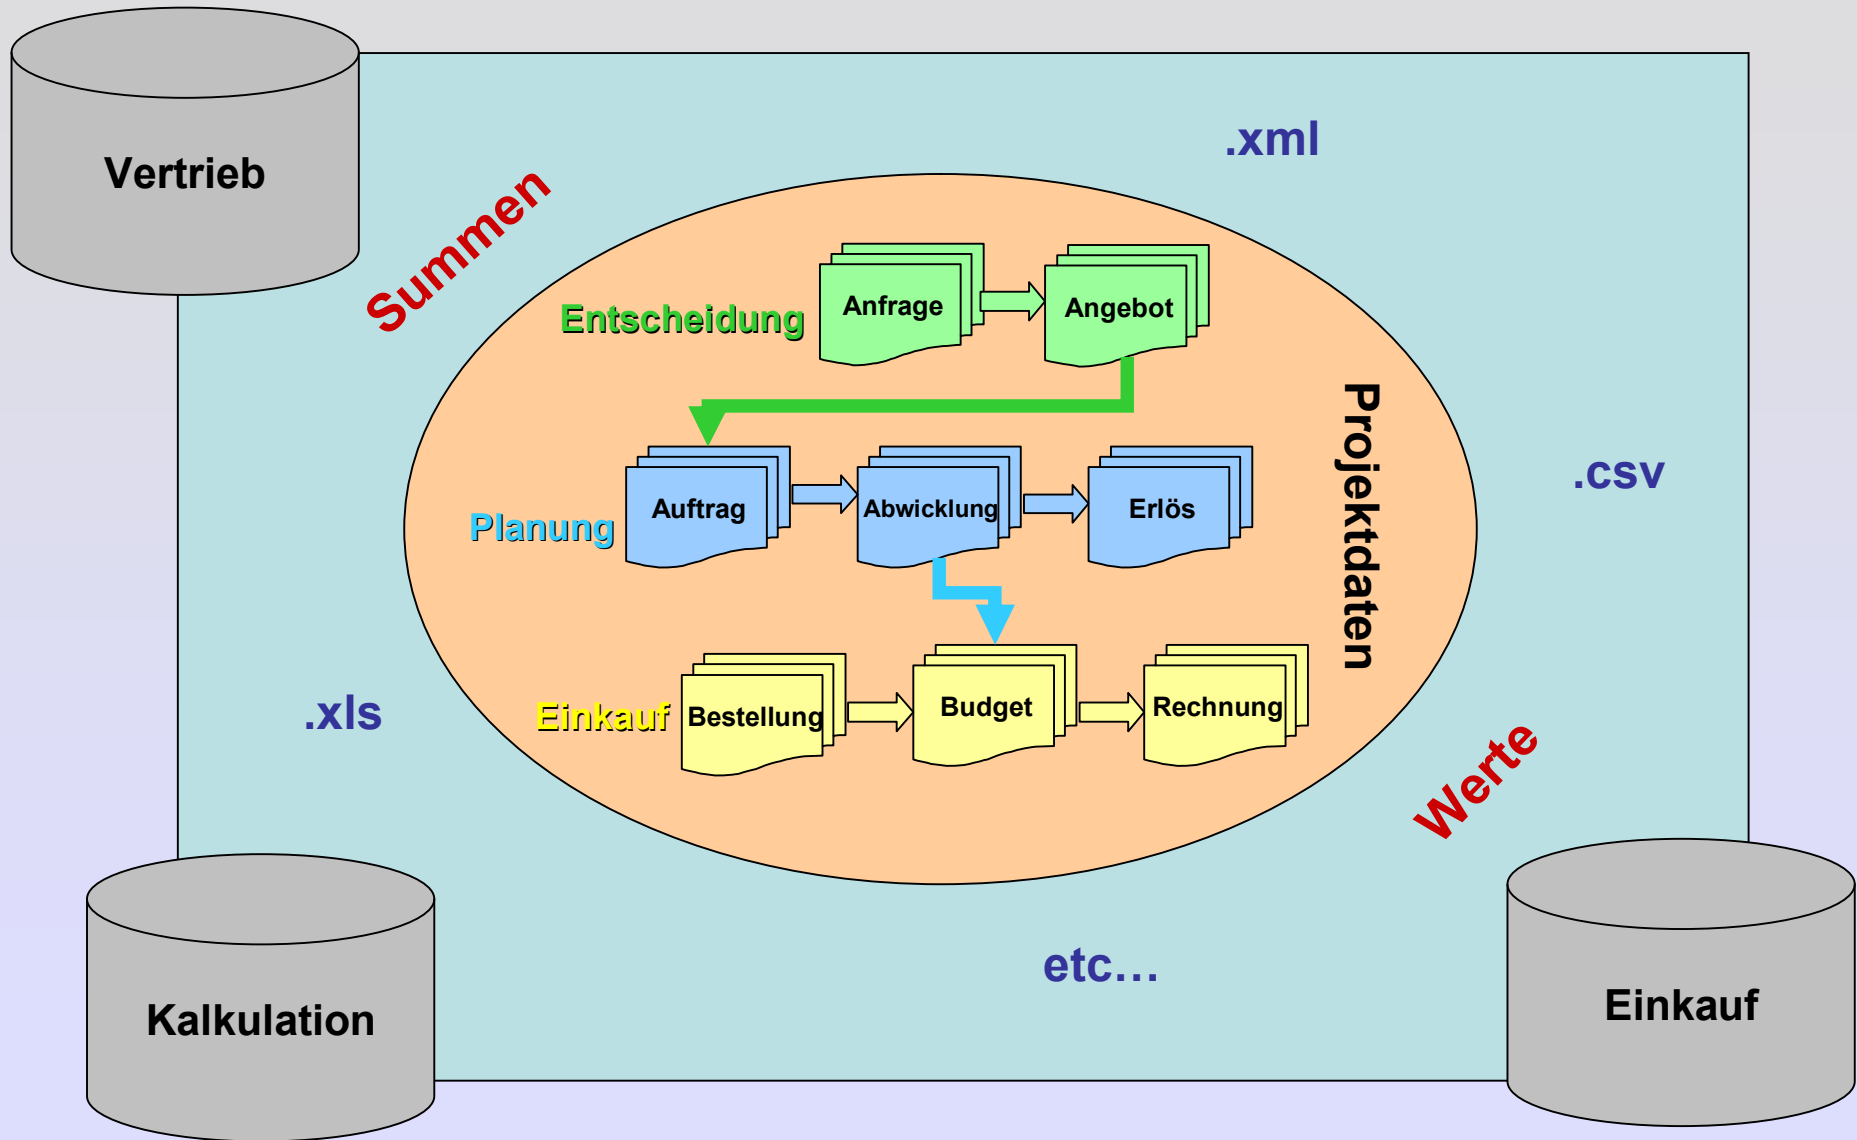 Vertrieb
.xml
Summen
Entscheidung
Anfrage
Angebot
Projektdaten
.csv
Planung
Auftrag
Abwicklung
Erlös
.xls
Einkauf
Bestellung
Budget
Rechnung
Werte
etc…
Kalkulation
Einkauf